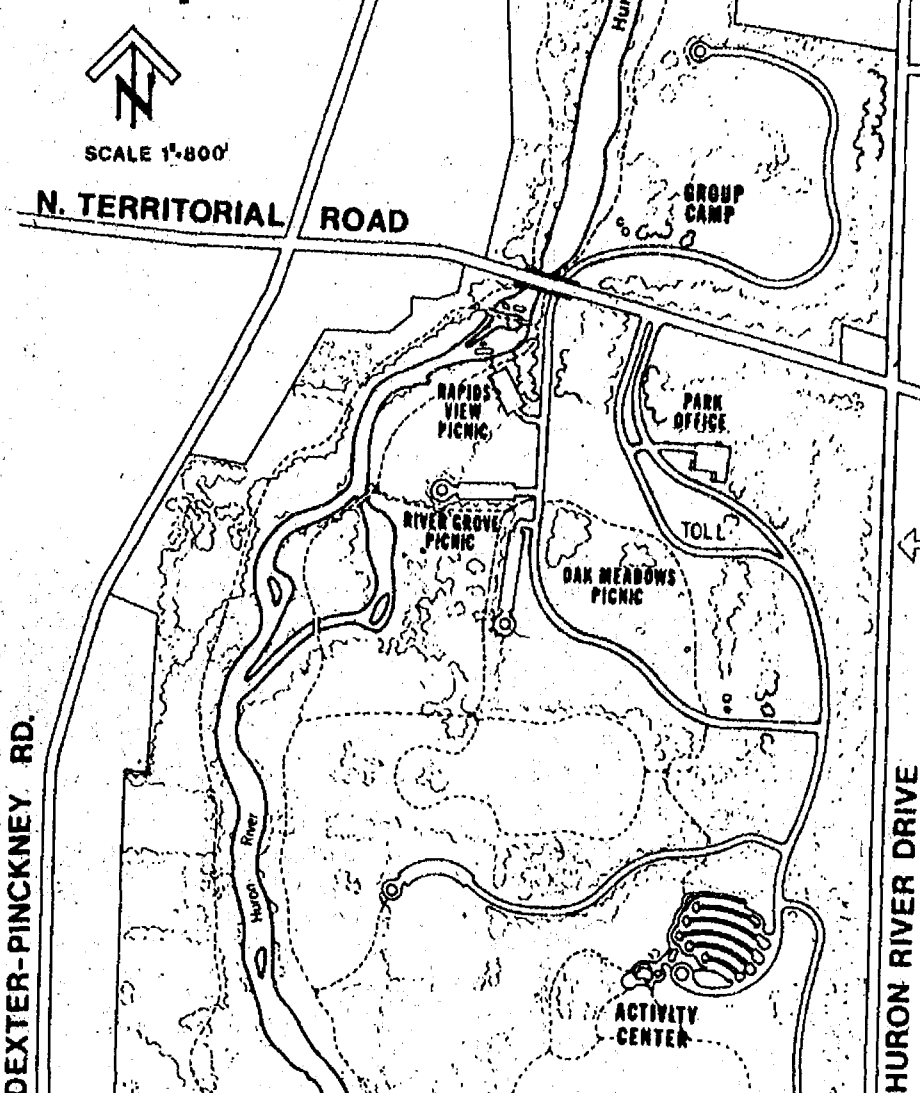 Hur
N
SCALE 1"=800'
N. TERRITORIAL ROAD
GROUP
CAMP
RAPIDS
VIEW
PICNIC
PARK
OFFICE
RIVER GROVE
PICNIC
TOLL
OAK MEADOWS
PICNIC
DEXTER-PINCKNEY RD.
Huron River
HURON RIVER DRIVE
ACTIVITY
CENTER